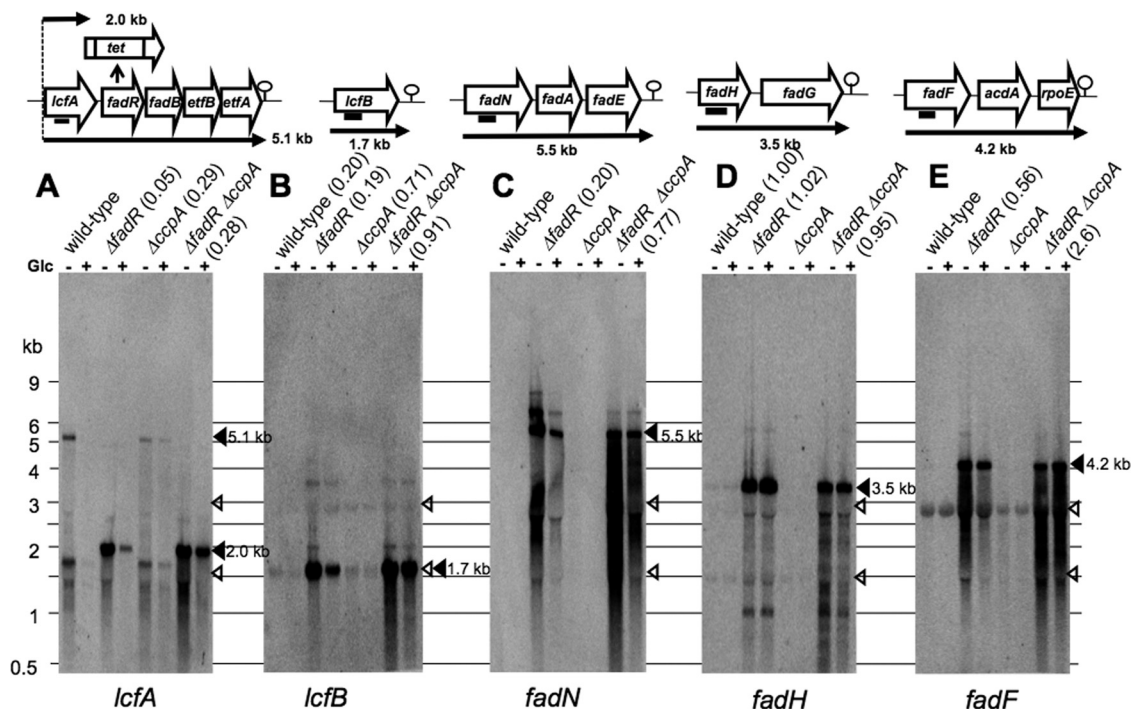 2.0 kb
tet
lcfA fadR fadB etfB etfA
lcfB
fadN fadA fadE
fadH fadG
fadF acdA rpoE
5.1 kb
1.7 kb
5.5 kb
3.5 kb
4.2 kb
A
wild-type
ΔfadR (0.05)
ΔccpA (0.29)
ΔfadR ΔccpA
(0.28)
B
wild-type (0.20)
ΔfadR (0.19)
ΔccpA (0.71)
ΔfadR ΔccpA
(0.91)
C
wild-type
ΔfadR (0.20)
ΔccpA
ΔfadR ΔccpA
(0.77)
D
wild-type (1.00)
ΔfadR (1.02)
ΔccpA
ΔfadR ΔccpA
(0.95)
E
wild-type
ΔfadR (0.56)
ΔccpA
ΔfadR ΔccpA
(2.6)
Glc - + - + - + - + - + - + - + - + - + - + - + - + - + - + - + - + - + - + - + - +
kb
9
6
5
4
3
2
1
0.5
5.1 kb
2.0 kb
1.7 kb
5.5 kb
3.5 kb
4.2 kb
lcfA lcfB fadN fadH fadF